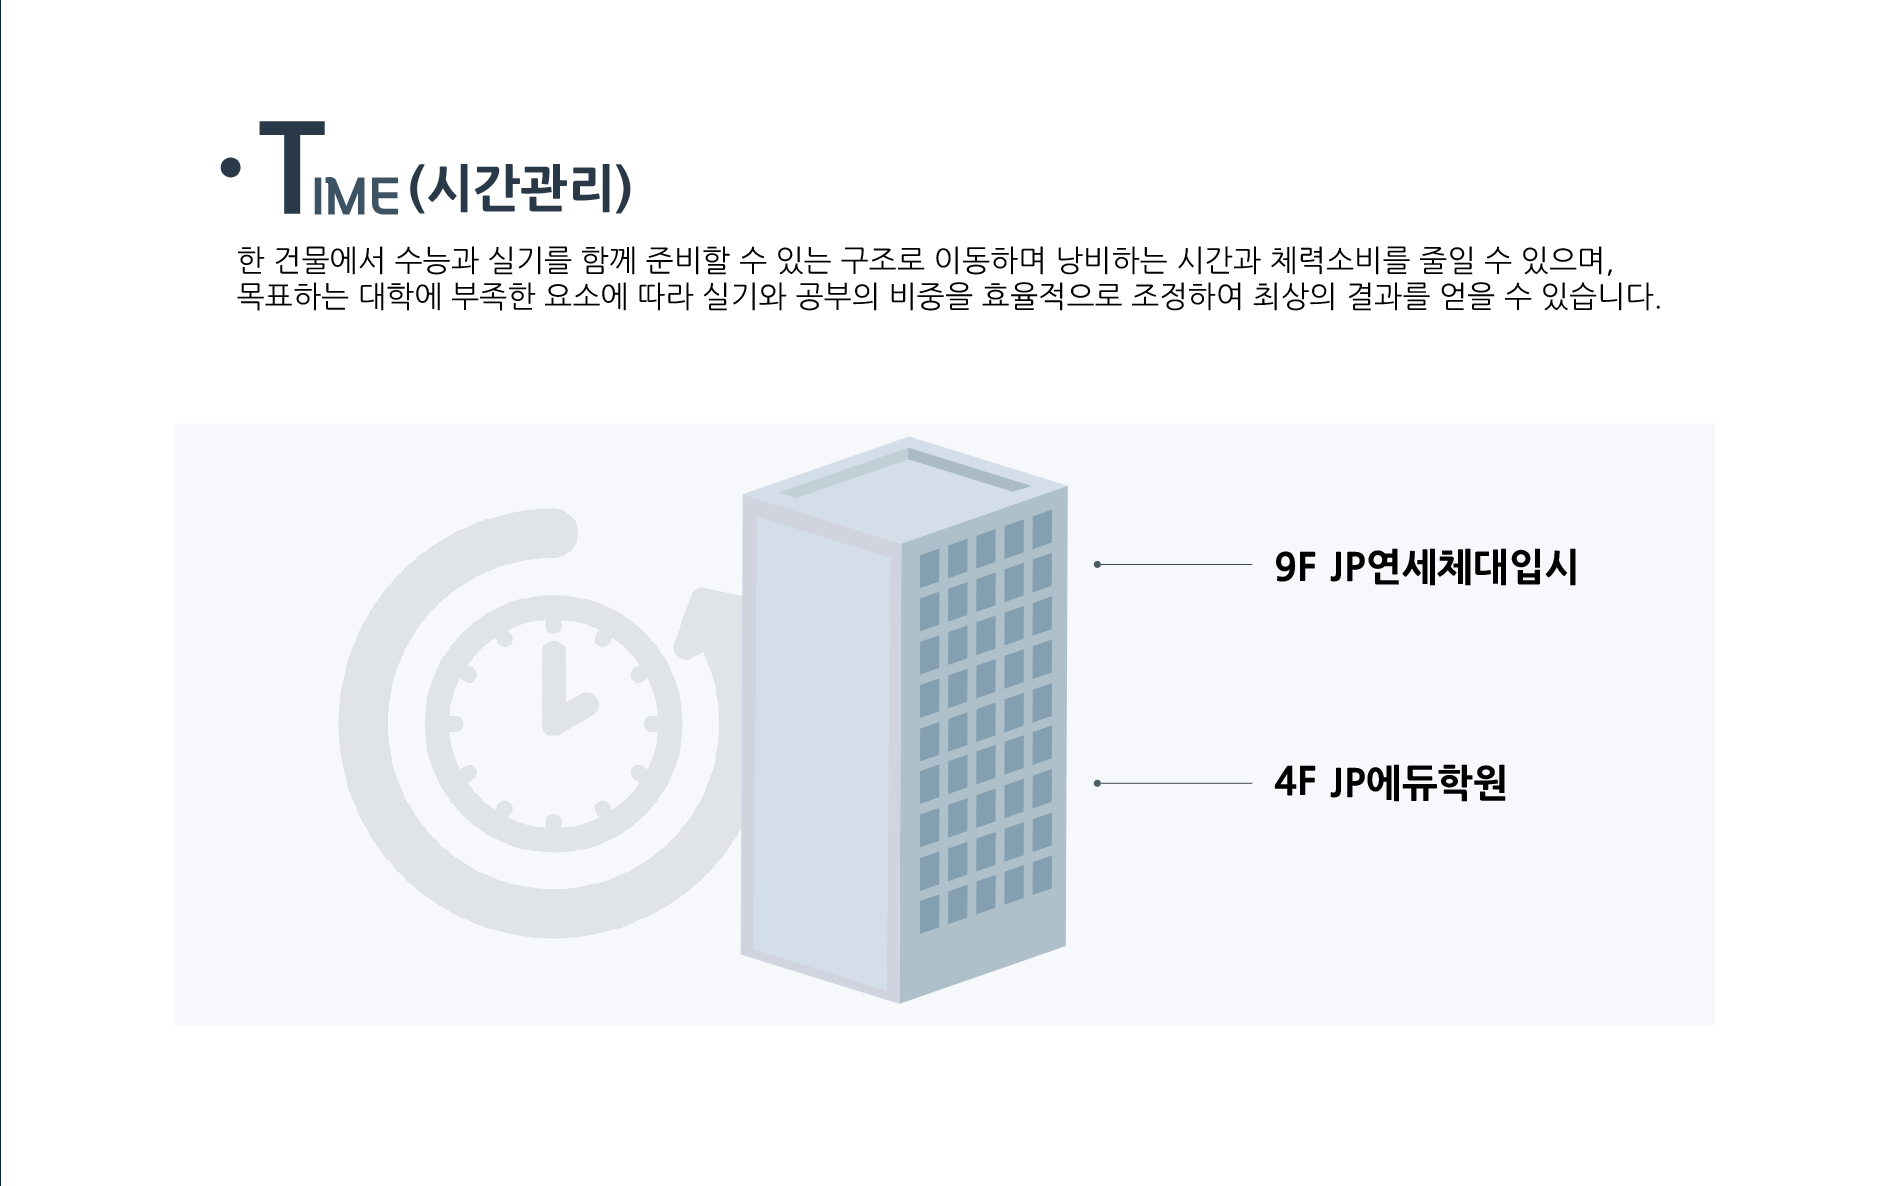 • TIME (시간관리)
한 건물에서 수능과 실기를 함께 준비할 수 있는 구조로 이동하며 낭비하는 시간과 체력소비를 줄일 수 있으며,
목표하는 대학에 부족한 요소에 따라 실기와 공부의 비중을 효율적으로 조정하여 최상의 결과를 얻을 수 있습니다.
9F JP연세체대입시
4F JP에듀학원